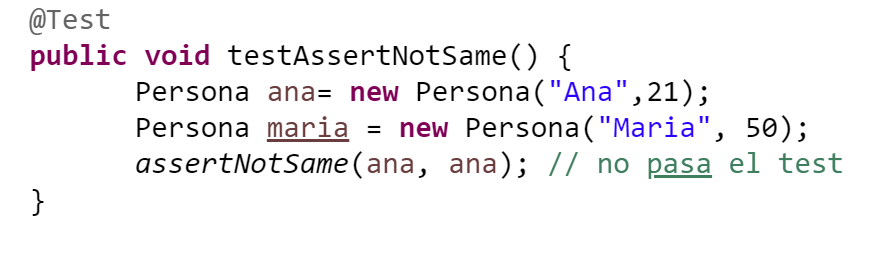 @Test
public void testAssertNotSame() {
Persona ana= new Persona("Ana",21);
Persona maria = new Persona("Maria", 50);
assertNotSame(ana, ana); // no pasa el test
}